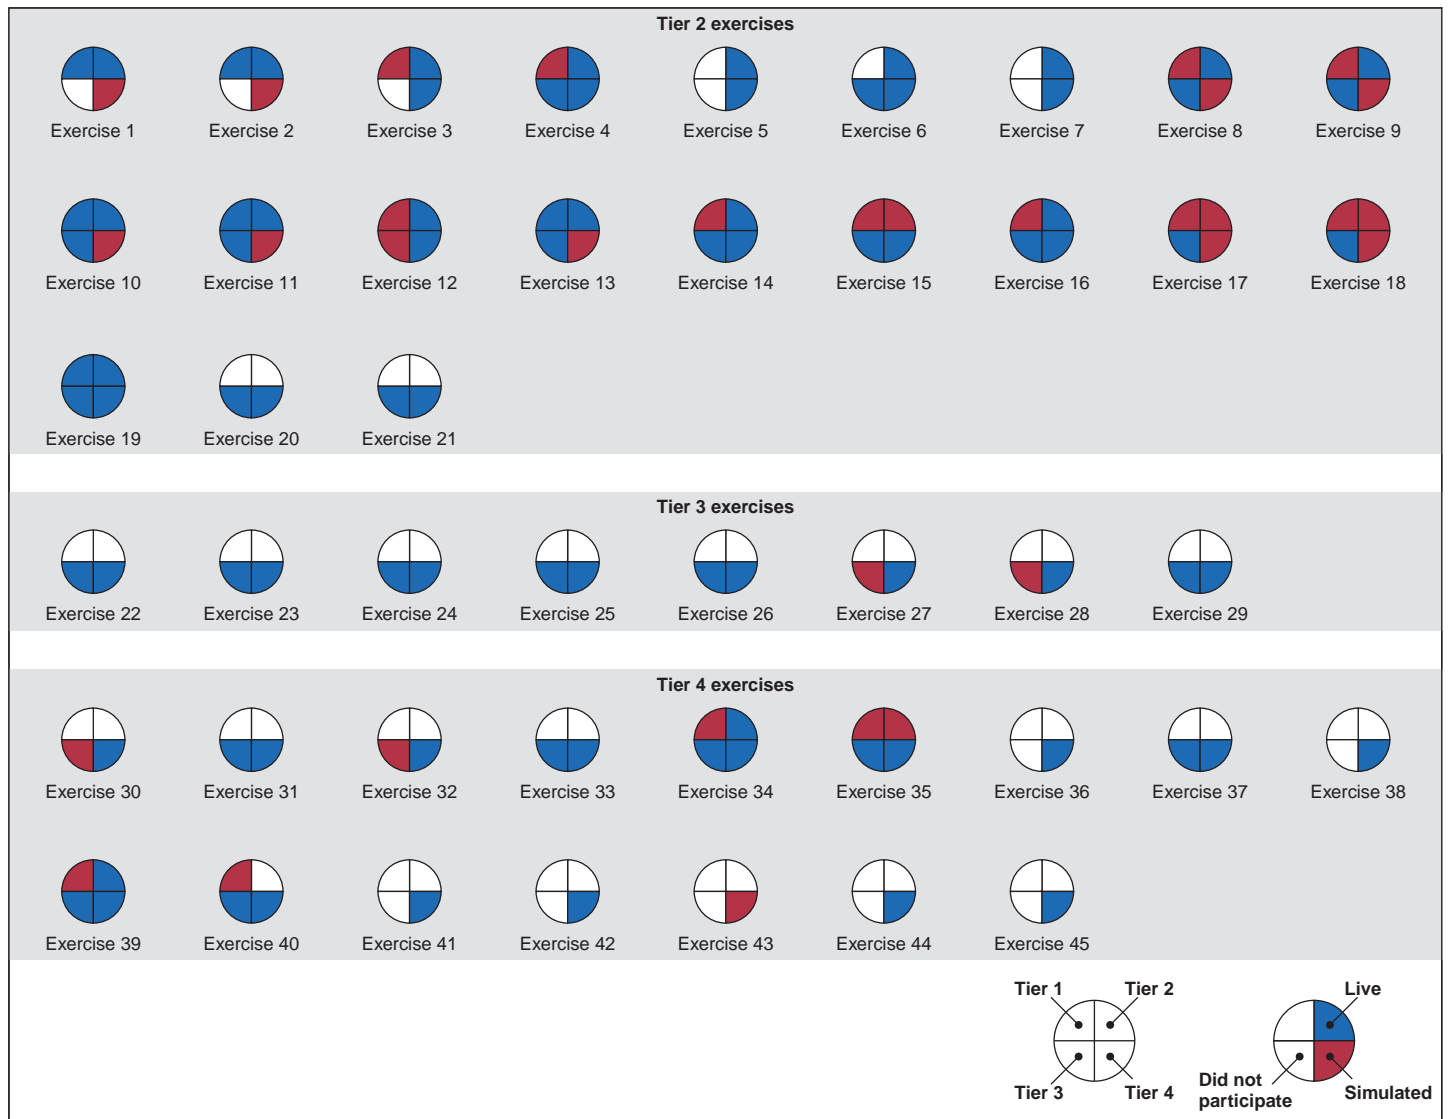 Tier 2 exercises
Exercise 1 Exercise 2 Exercise 3 Exercise 4 Exercise 5 Exercise 6 Exercise 7 Exercise 8 Exercise 9
Exercise 10 Exercise 11 Exercise 12 Exercise 13 Exercise 14 Exercise 15 Exercise 16 Exercise 17 Exercise 18
Exercise 19 Exercise 20 Exercise 21
Tier 3 exercises
Exercise 22 Exercise 23 Exercise 24 Exercise 25 Exercise 26 Exercise 27 Exercise 28 Exercise 29
Tier 4 exercises
Exercise 30 Exercise 31 Exercise 32 Exercise 33 Exercise 34 Exercise 35 Exercise 36 Exercise 37 Exercise 38
Exercise 39 Exercise 40 Exercise 41 Exercise 42 Exercise 43 Exercise 44 Exercise 45
Tier 1 Tier 2
Tier 3 Tier 4
Live
Did not
participate
Simulated